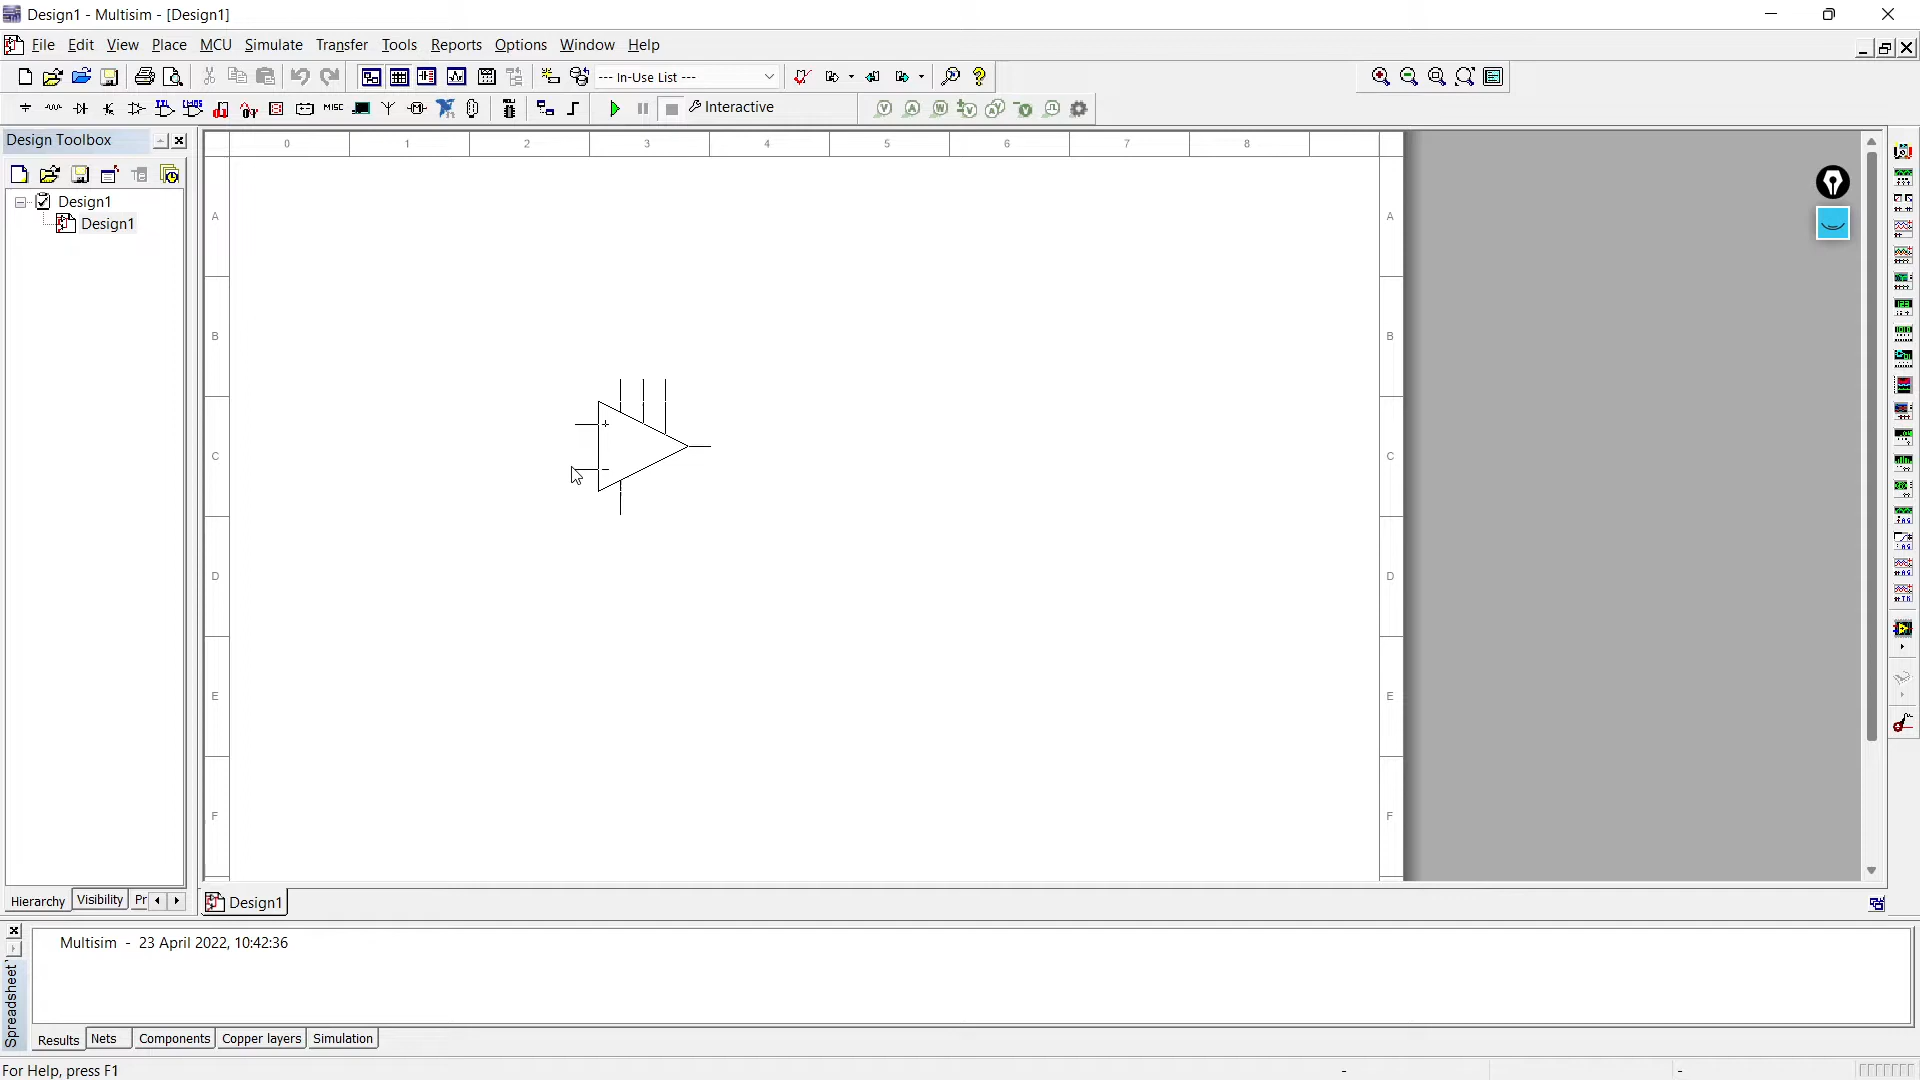 Design1 - Multisim - [Design1]
File Edit View Place MCU Simulate Transfer Tools Reports Options Window Help
--- In-Use List ---
MISC Interactive
Design Toolbox
0 1 2 3 4 5 6 7 8
Design1
Design1
A A
B B
C C
D D
E E
F F
+
−
Hierarchy Visibility Pr
Design1
Multisim - 23 April 2022, 10:42:36
Spreadsheet
Results Nets Components Copper layers Simulation
For Help, press F1 - -